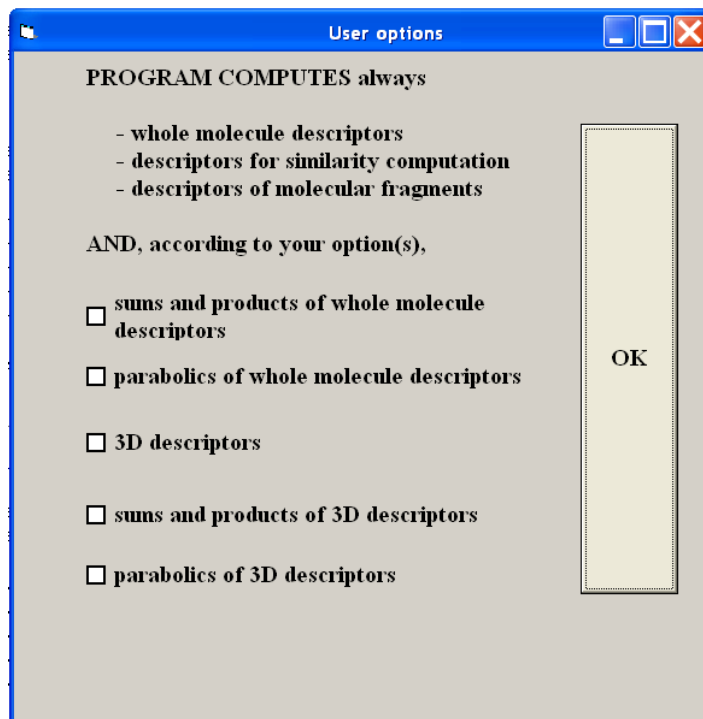 User options
PROGRAM COMPUTES always
- whole molecule descriptors
- descriptors for similarity computation
- descriptors of molecular fragments
AND, according to your option(s),
sums and products of whole molecule
descriptors
parabolics of whole molecule descriptors
OK
3D descriptors
sums and products of 3D descriptors
parabolics of 3D descriptors